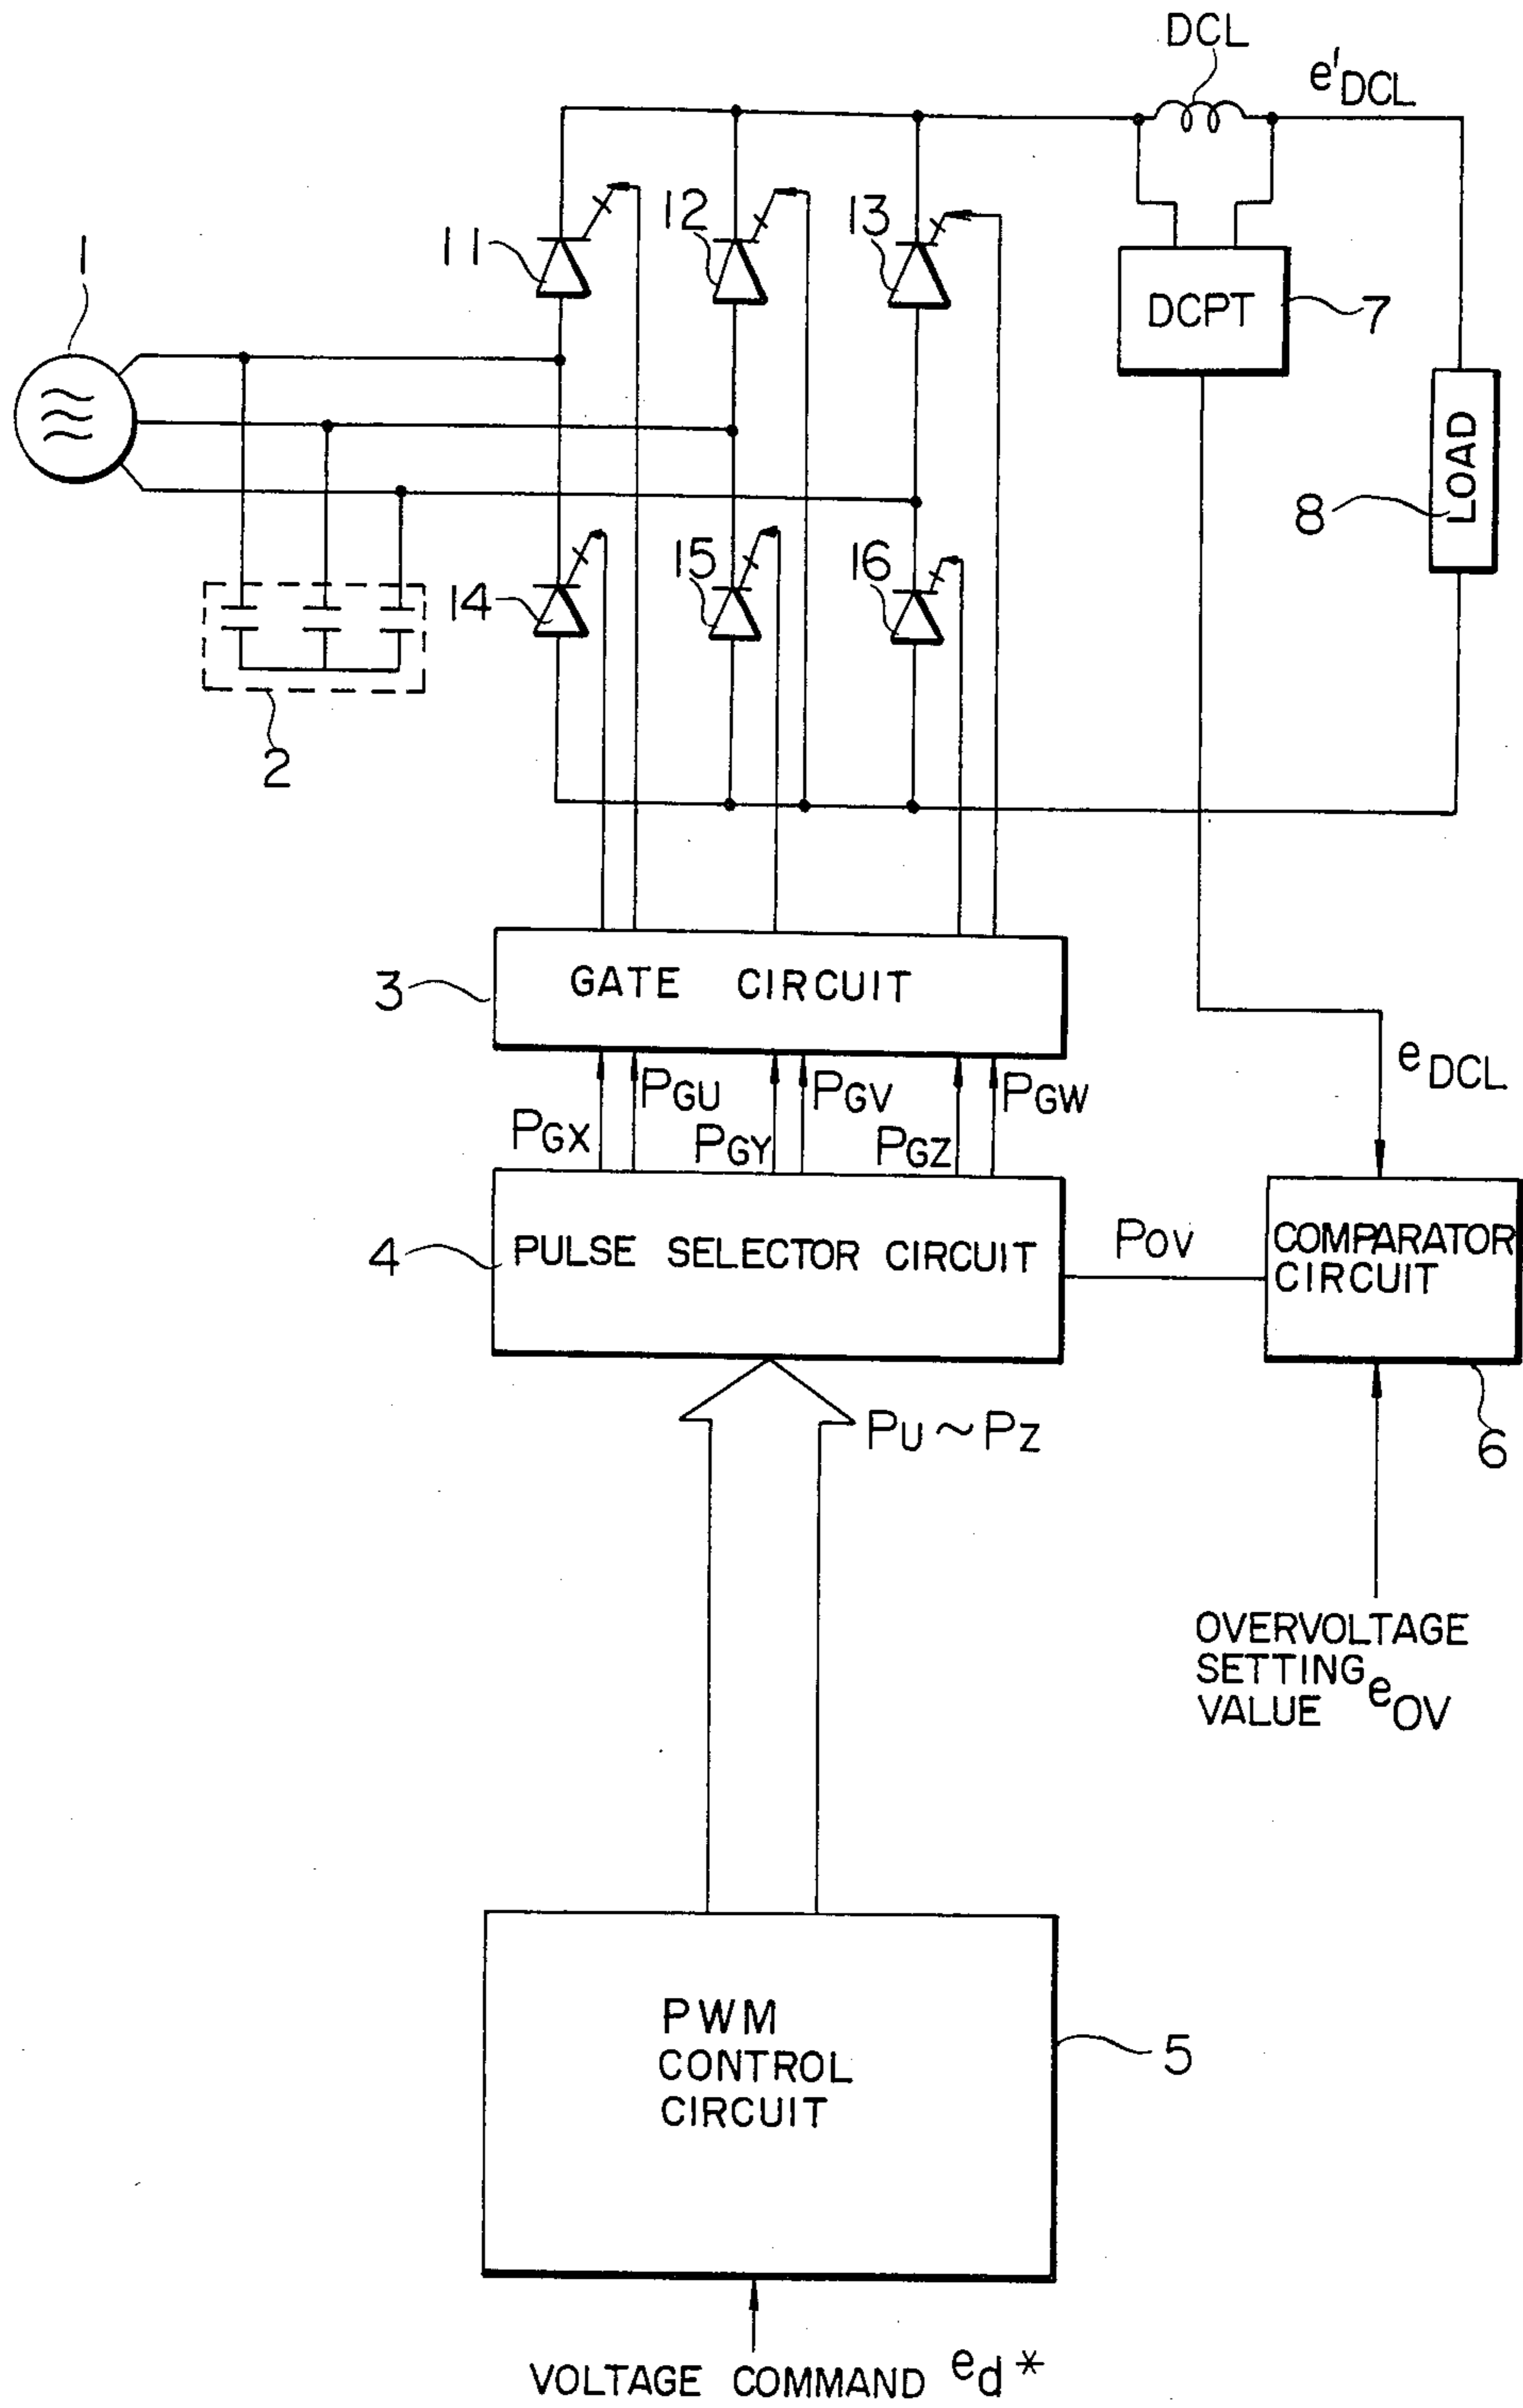 DCL
e'DCL
1
11
12
13
DCPT
7
LOAD
8
14
15
16
2
3
GATE CIRCUIT
eDCL
PGX
PGU
PGY
PGV
PGZ
PGW
4
PULSE SELECTOR CIRCUIT
POV
COMPARATOR
CIRCUIT
6
PU ~ PZ
OVERVOLTAGE
SETTING
VALUE eOV
PWM
CONTROL
CIRCUIT
5
VOLTAGE COMMAND ed*